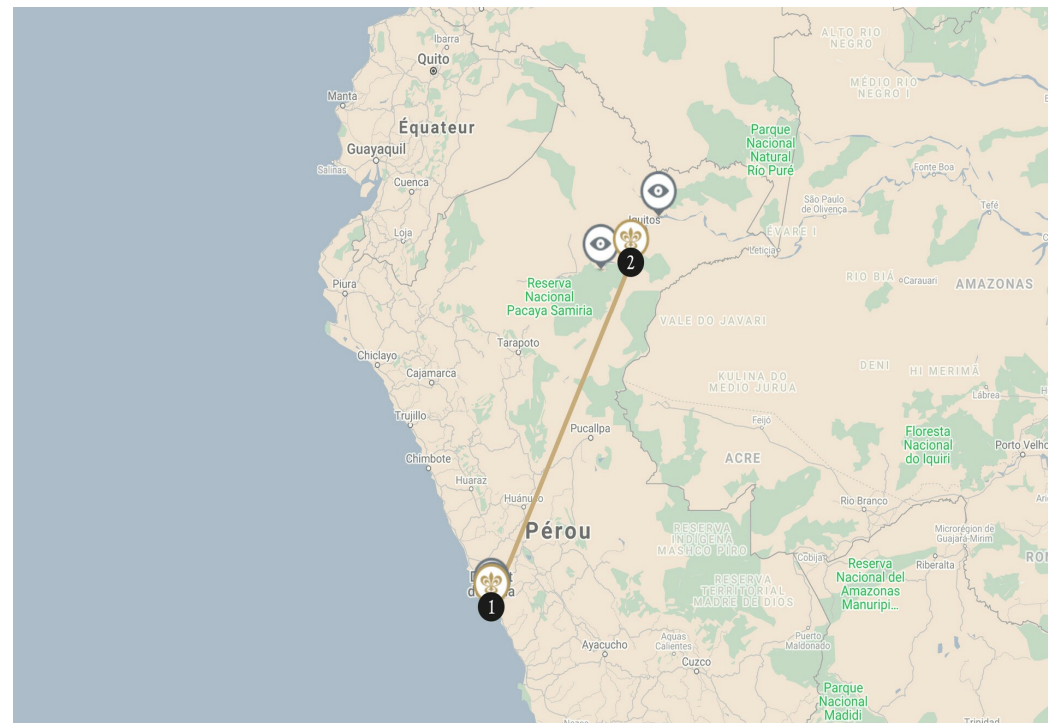 ALTO RIO
NEGRO
Ibarra
Quito
MÉDIO RIO
NEGRO I
Manta
Équateur
Parque
Nacional
Natural
Río Puré
Guayaquil
Salinas
Cuenca
Fonte Boa
São Paulo
de Olivença
Tefé
Iquitos
Loja
ÉVARE I
Leticia
2
RIO BIÁ
Carauari
AMAZONAS
Piura
Reserva
Nacional
Pacaya Samiria
VALE DO JAVARI
Tarapoto
Chiclayo
Cajamarca
DENI
HI MERIMÃ
KULINA DO
MEDIO JURUA
Lábrea
Trujillo
Feijó
Pucallpa
Floresta
Nacional
do Iquiri
Porto Velho
Chimbote
ACRE
Huaraz
Huánuco
Rio Branco
Pérou
RESERVA
INDIGENA
MASHCO PIRO
Microrégion de
Guajará-Mirim
Cobija
Riberalta
RON
Reserva
Nacional del
Amazonas
Manuripi...
RESERVA
TERRITORIAL
MADRE DE DIOS
1
Puerto
Maldonado
Ayacucho
Aguas
Calientes
Cuzco
Parque
Nacional
Madidi
Trinidad